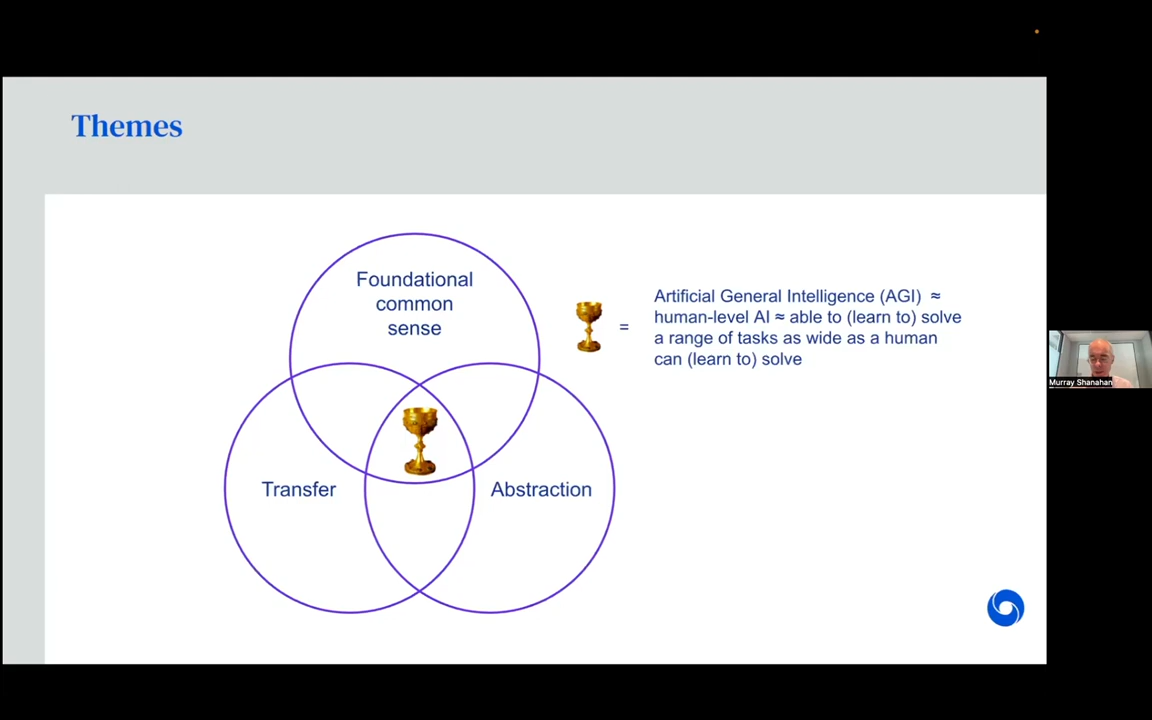 Themes
Foundational
common
sense
Transfer
Abstraction
=
Artificial General Intelligence (AGI) ≈
human-level AI ≈ able to (learn to) solve
a range of tasks as wide as a human
can (learn to) solve
Murray Shanahan